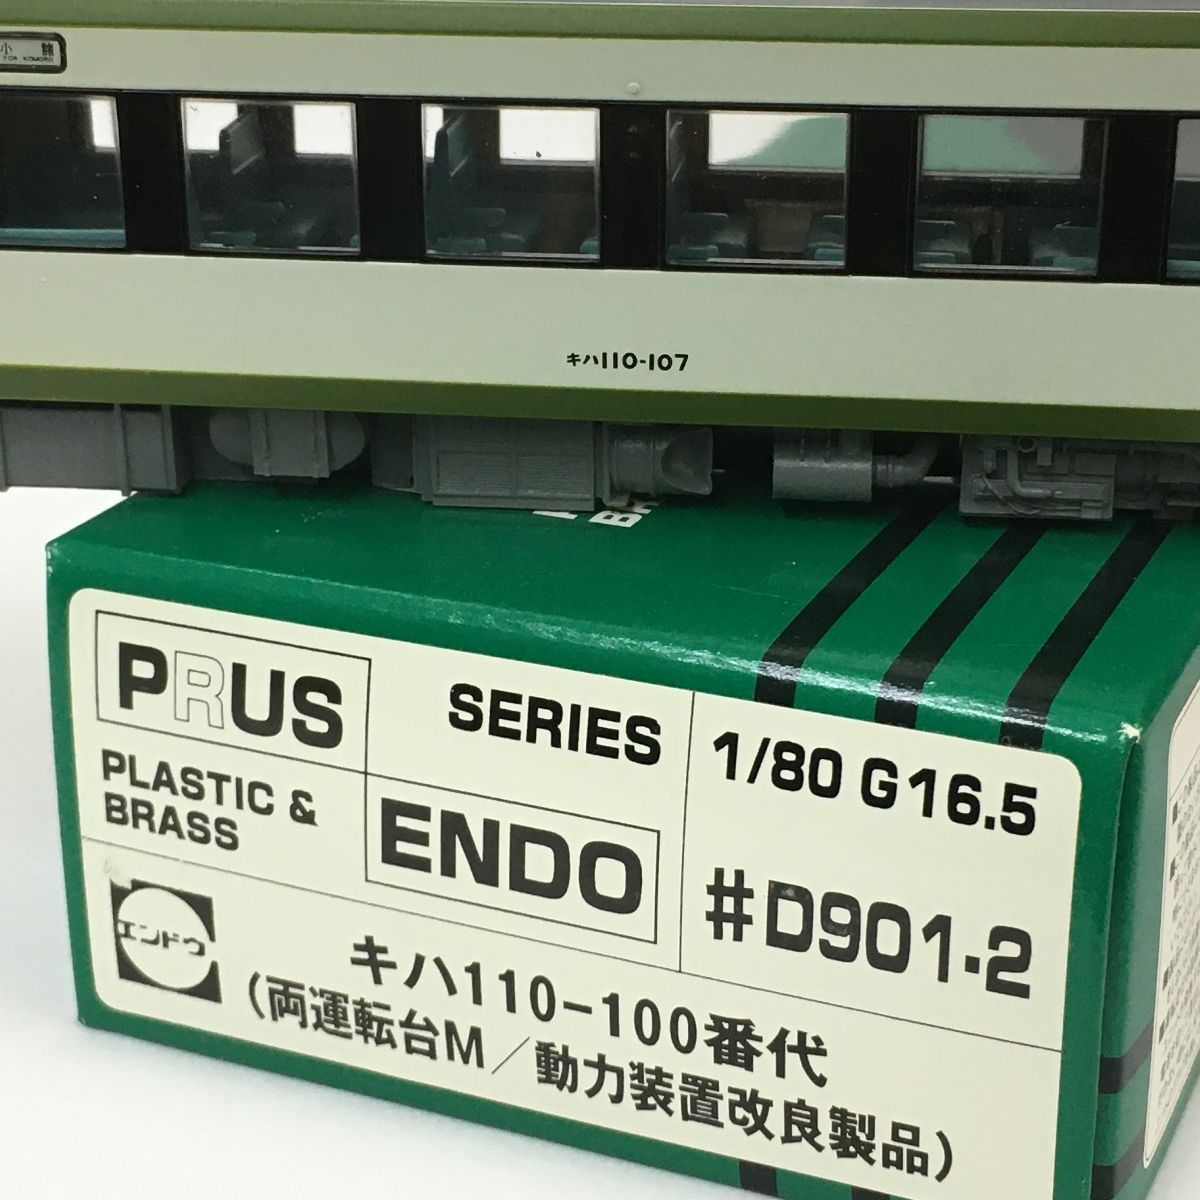 小諸
FOR KOMORO
キハ110-107
PRUS
SERIES
1/80 G16.5
PLASTIC &
BRASS
ENDO
#D901-2
エンドウ
キハ110-100番代
(両運転台M/動力装置改良製品)